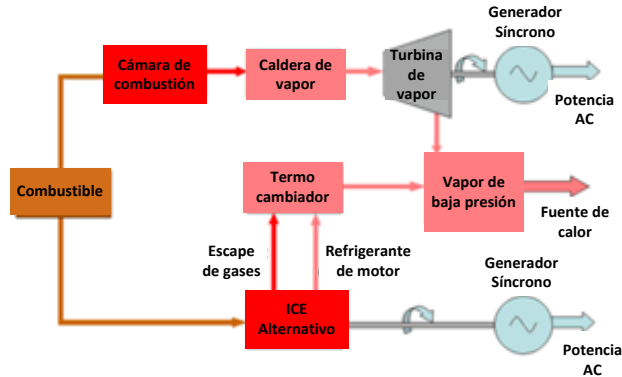 Generador
Síncrono
Cámara de
combustión
Caldera de
vapor
Turbina
de
vapor
Potencia
AC
Combustible
Termo
cambiador
Vapor de
baja presión
Fuente de
calor
Escape
de gases
Refrigerante
de motor
Generador
Síncrono
ICE
Alternativo
Potencia
AC